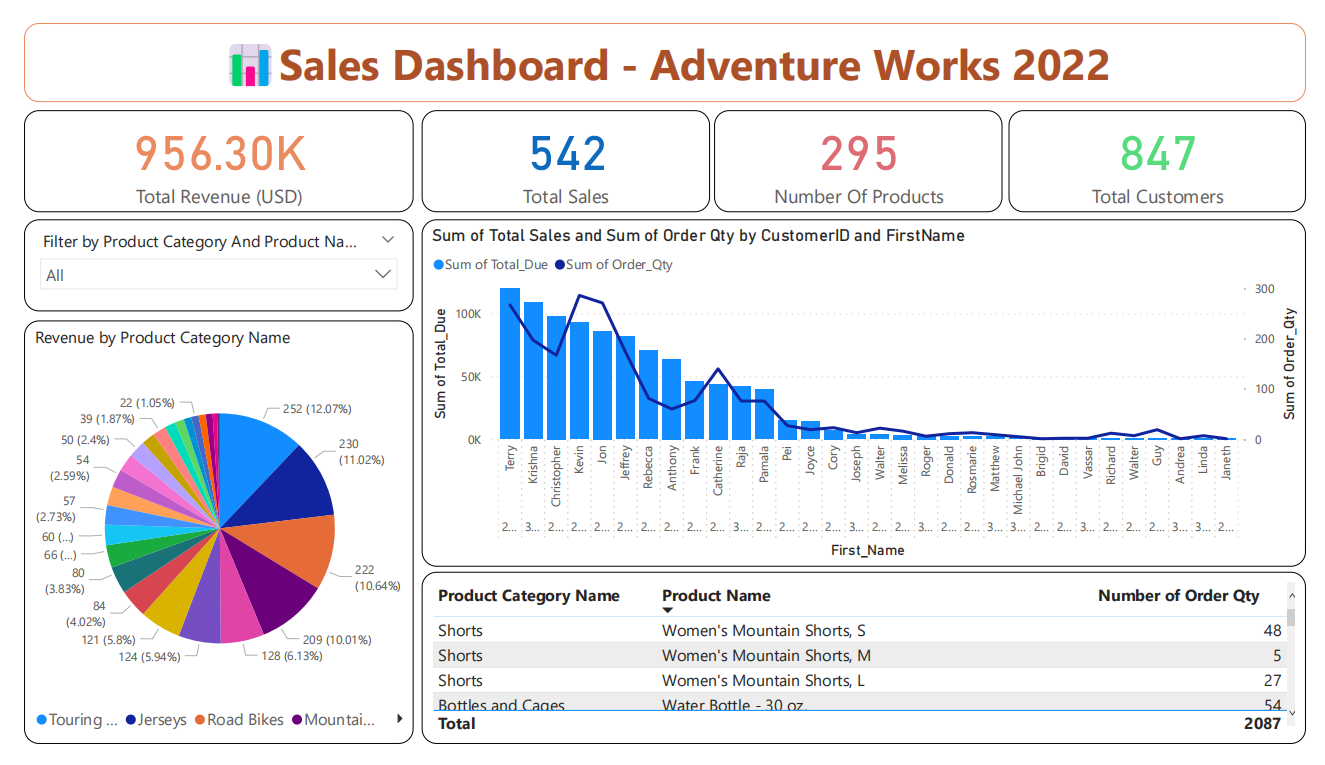 Sales Dashboard - Adventure Works 2022
956.30K
Total Revenue (USD)
542
Total Sales
295
Number Of Products
847
Total Customers
Filter by Product Category And Product Na...
All
Revenue by Product Category Name
252 (12.07%)
230
(11.02%)
222
(10.64%)
209 (10.01%)
128 (6.13%)
124 (5.94%)
121 (5.8%)
84
(4.02%)
80
(3.83%)
66 (...)
60 (...)
57
(2.73%)
54
(2.59%)
50 (2.4%)
39 (1.87%)
22 (1.05%)
Touring ... Jerseys Road Bikes Mountai...
Sum of Total Sales and Sum of Order Qty by CustomerID and FirstName
Sum of Total_Due Sum of Order_Qty
Sum of Total_Due
100K
50K
0K
300
200
100
0
Sum of Order_Qty
Terry
Krishna
Christopher
Kevin
Jon
Jeffrey
Rebecca
Anthony
Frank
Catherine
Raja
Pamala
Pei
Joyce
Cory
Joseph
Walter
Melissa
Roger
Donald
Rosmarie
Matthew
Michael John
Brigid
David
Vassar
Richard
Walter
Guy
Andrea
Linda
Janeth
2... 3... 2... 2... 2... 2... 2... 2... 2... 2... 3... 2... 2... 2... 2... 3... 2... 2... 3... 2... 2... 3... 3... 2... 2... 3... 2... 2... 2... 3... 3... 2...
First_Name
Product Category Name Product Name Number of Order Qty
Shorts Women's Mountain Shorts, S 48
Shorts Women's Mountain Shorts, M 5
Shorts Women's Mountain Shorts, L 27
Bottles and Cages Water Bottle - 30 oz. 54
Total 2087